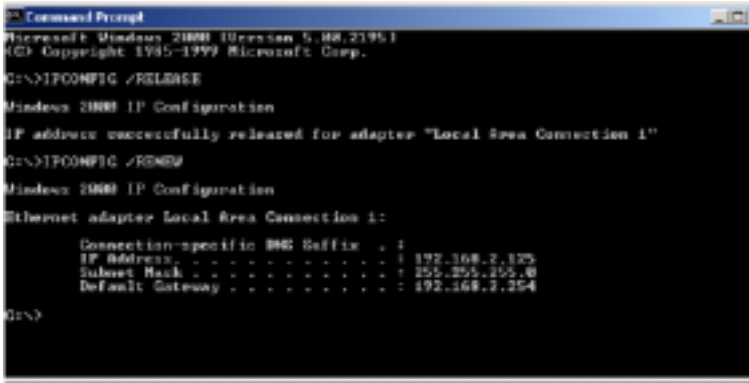 Command Prompt
Microsoft Windows 2000 [Version 5.00.2195]
(C) Copyright 1985-1999 Microsoft Corp.
C:\>IPCONFIG /RELEASE
Windows 2000 IP Configuration
IP address successfully released for adapter "Local Area Connection 1"
C:\>IPCONFIG /RENEW
Windows 2000 IP Configuration
Ethernet adapter Local Area Connection 1:
Connection-specific DNS Suffix . :
IP Address. . . . . . . . . . . . : 192.168.2.125
Subnet Mask . . . . . . . . . . . : 255.255.255.0
Default Gateway . . . . . . . . . : 192.168.2.254
C:\>